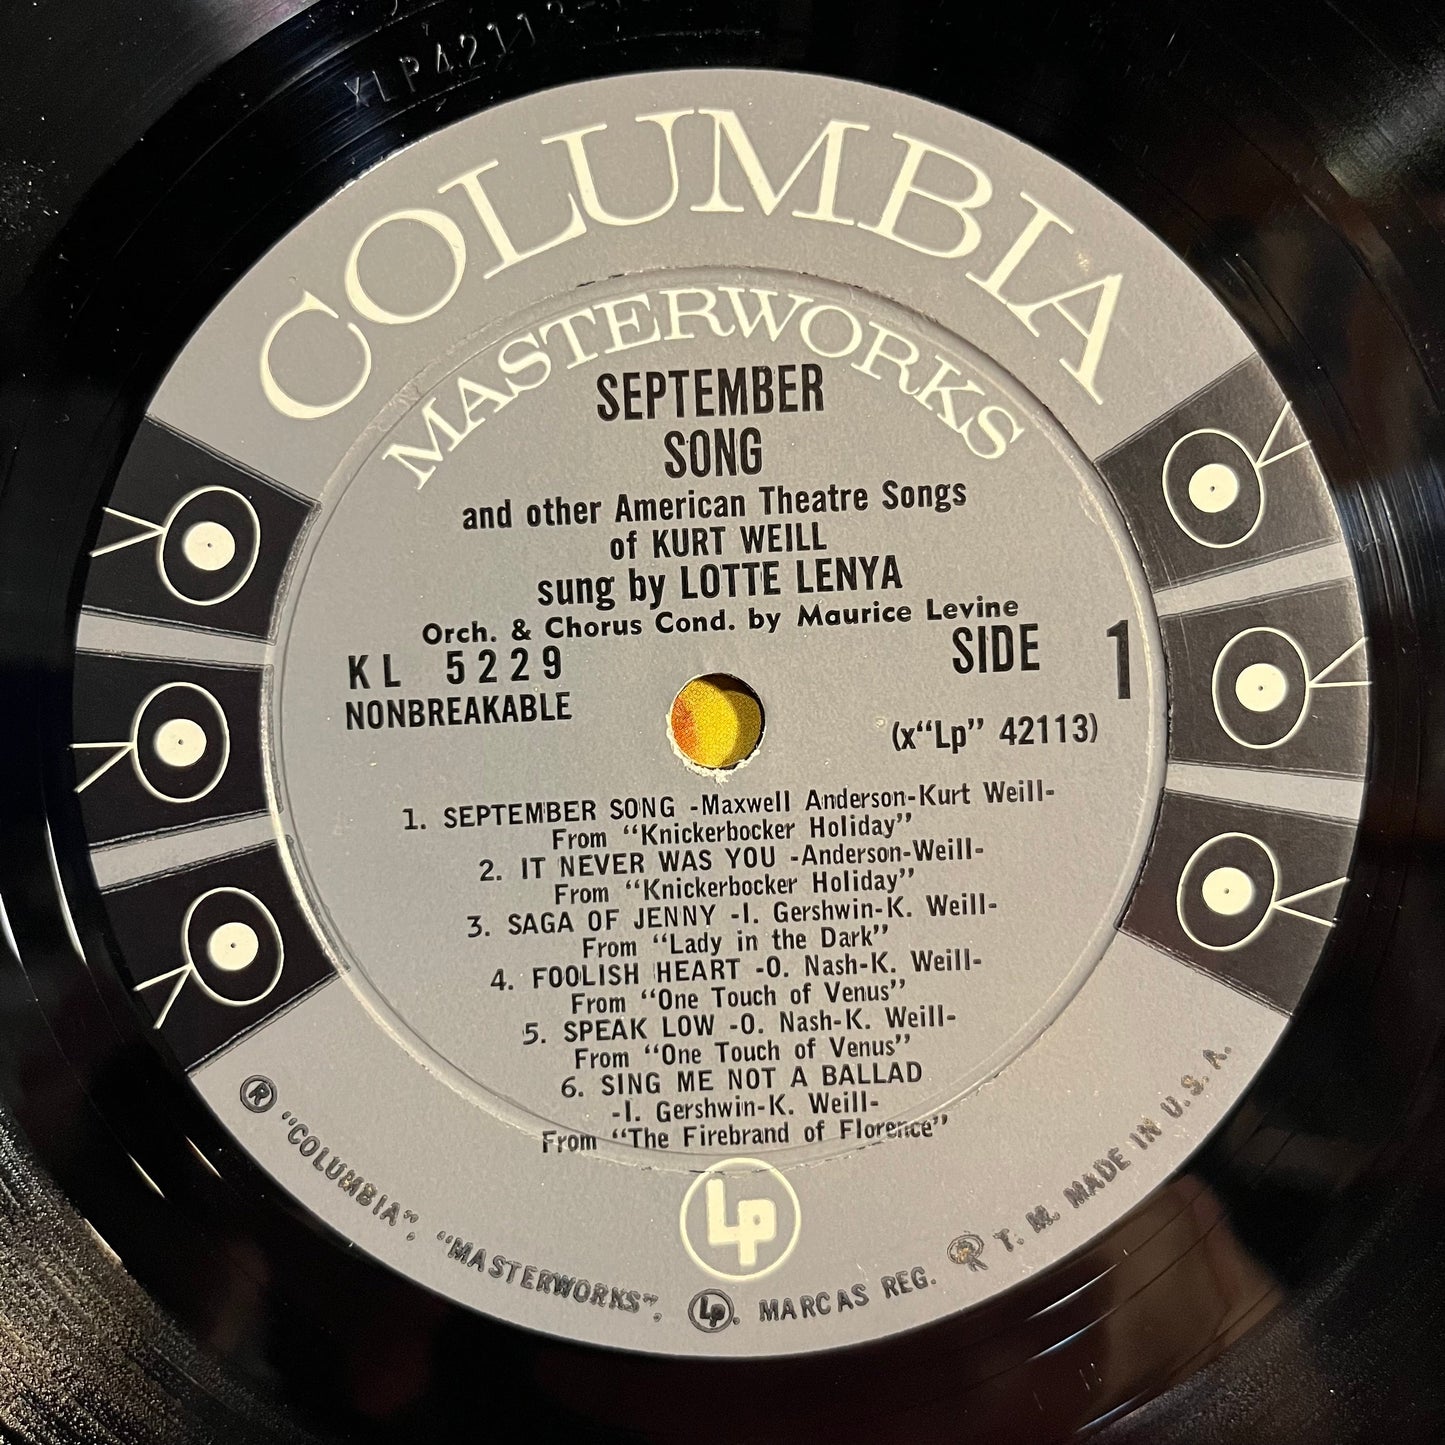 XLP42113-1
COLUMBIA
MASTERWORKS
SEPTEMBER
SONG
and other American Theatre Songs
of KURT WEILL
sung by LOTTE LENYA
Orch. & Chorus Cond. by Maurice Levine
KL 5229
SIDE 1
NONBREAKABLE
(x“Lp” 42113)
1. SEPTEMBER SONG -Maxwell Anderson-Kurt Weill-
From “Knickerbocker Holiday”
2. IT NEVER WAS YOU -Anderson-Weill-
From “Knickerbocker Holiday”
3. SAGA OF JENNY -I. Gershwin-K. Weill-
From “Lady in the Dark”
4. FOOLISH HEART -O. Nash-K. Weill-
From “One Touch of Venus”
5. SPEAK LOW -O. Nash-K. Weill-
From “One Touch of Venus”
6. SING ME NOT A BALLAD
-I. Gershwin-K. Weill-
From “The Firebrand of Florence”
Lp
® “COLUMBIA”, “MASTERWORKS”, Lp. MARCAS REG. ® T. M. MADE IN U. S. A.